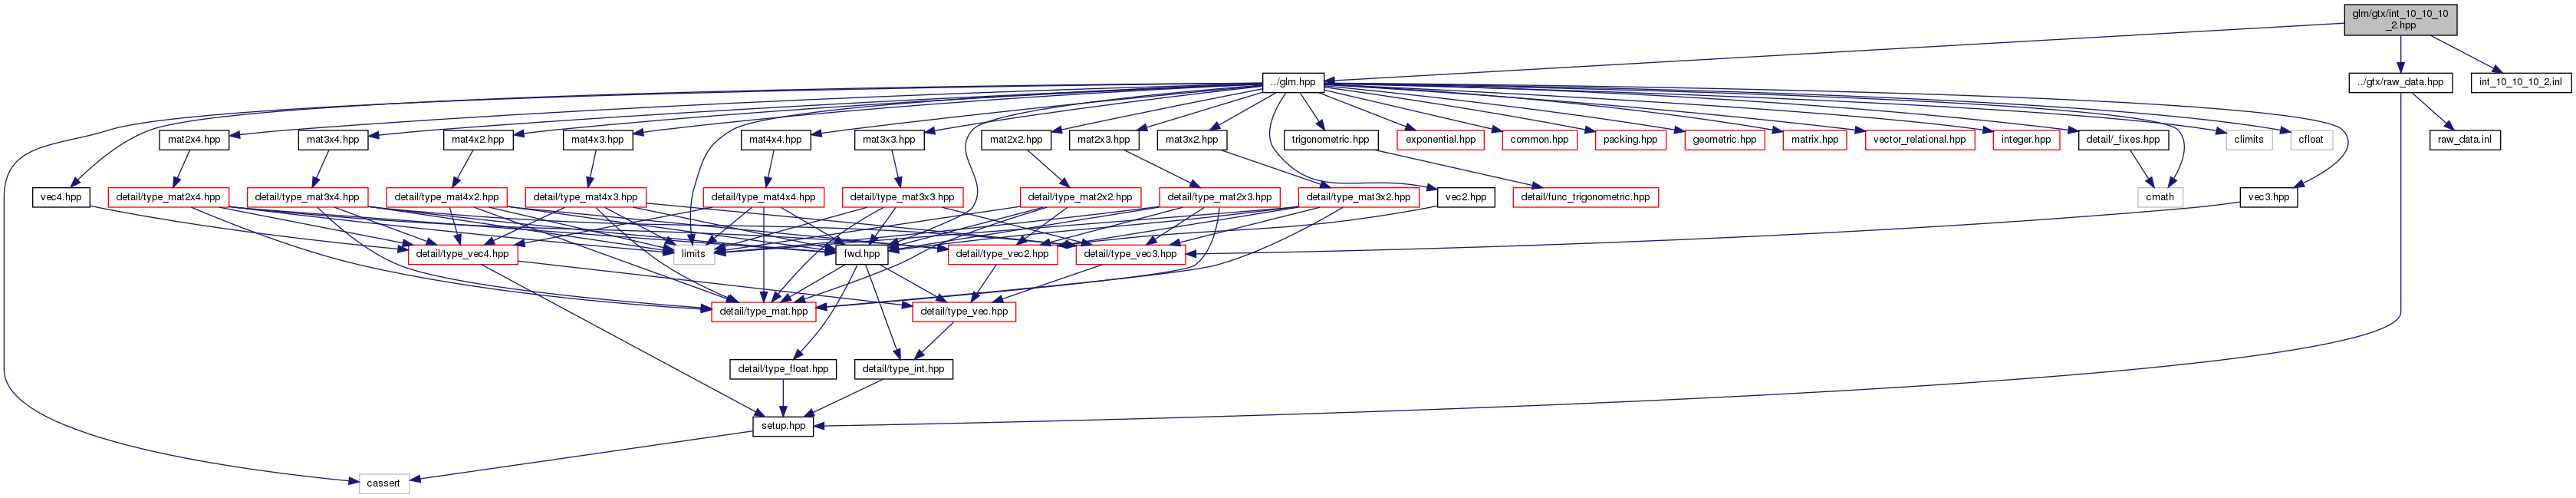 glm/gtx/int_10_10_10
_2.hpp
../glm.hpp
../gtx/raw_data.hpp
int_10_10_10_2.inl
mat2x4.hpp
mat3x4.hpp
mat4x2.hpp
mat4x3.hpp
mat4x4.hpp
mat3x3.hpp
mat2x2.hpp
mat2x3.hpp
mat3x2.hpp
trigonometric.hpp
exponential.hpp
common.hpp
packing.hpp
geometric.hpp
matrix.hpp
vector_relational.hpp
integer.hpp
detail/_fixes.hpp
climits
cfloat
raw_data.inl
vec4.hpp
detail/type_mat2x4.hpp
detail/type_mat3x4.hpp
detail/type_mat4x2.hpp
detail/type_mat4x3.hpp
detail/type_mat4x4.hpp
detail/type_mat3x3.hpp
detail/type_mat2x2.hpp
detail/type_mat2x3.hpp
detail/type_mat3x2.hpp
vec2.hpp
detail/func_trigonometric.hpp
cmath
vec3.hpp
detail/type_vec4.hpp
limits
fwd.hpp
detail/type_vec2.hpp
detail/type_vec3.hpp
detail/type_mat.hpp
detail/type_vec.hpp
detail/type_float.hpp
detail/type_int.hpp
setup.hpp
cassert